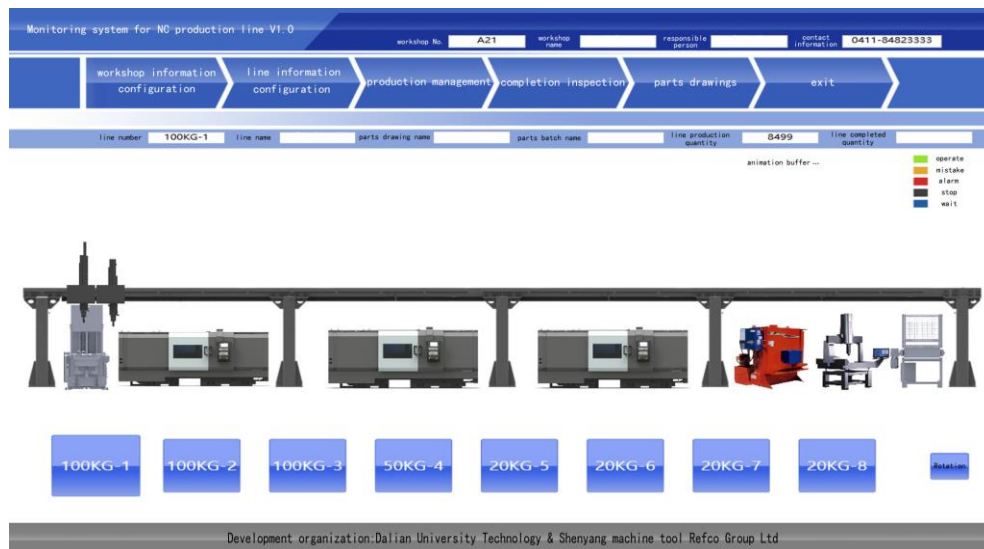 Monitoring system for NC production line V1.0
workshop No. A21 workshop name responsible person contact information 0411-84823333
workshop information configuration
line information configuration
production management
completion inspection
parts drawings
exit
line number 100KG-1 line name parts drawing name parts batch name line production quantity 8499 line completed quantity
animation buffer...
operate
mistake
alarm
stop
wait
100KG-1 100KG-2 100KG-3 50KG-4 20KG-5 20KG-6 20KG-7 20KG-8 Rotation
Development organization:Dalian University Technology & Shenyang machine tool Refco Group Ltd